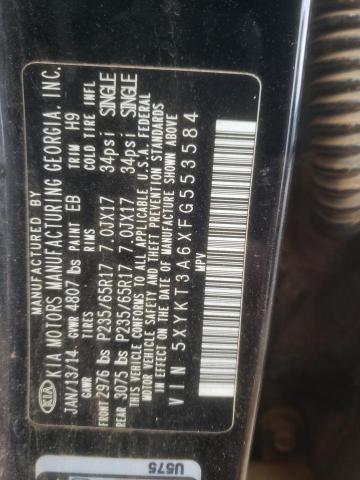 KIA KIA MOTORS MANUFACTURING GEORGIA, INC.
JAN/13/14 GVWR 4807 lbs PAINT EB TRIM H9
GAWR TIRES RIMS COLD TIRE INFL
FRONT 2976 lbs P235/65R17 7.0JX17 34psi SINGLE
REAR 3075 lbs P235/65R17 7.0JX17 34psi SINGLE
THIS VEHICLE CONFORMS TO ALL APPLICABLE U.S.A. FEDERAL
MOTOR VEHICLE SAFETY AND THEFT PREVENTION STANDARDS
IN EFFECT ON THE DATE OF MANUFACTURE SHOWN ABOVE
VIN 5XYKT3A6XFG553584
MPV
U575